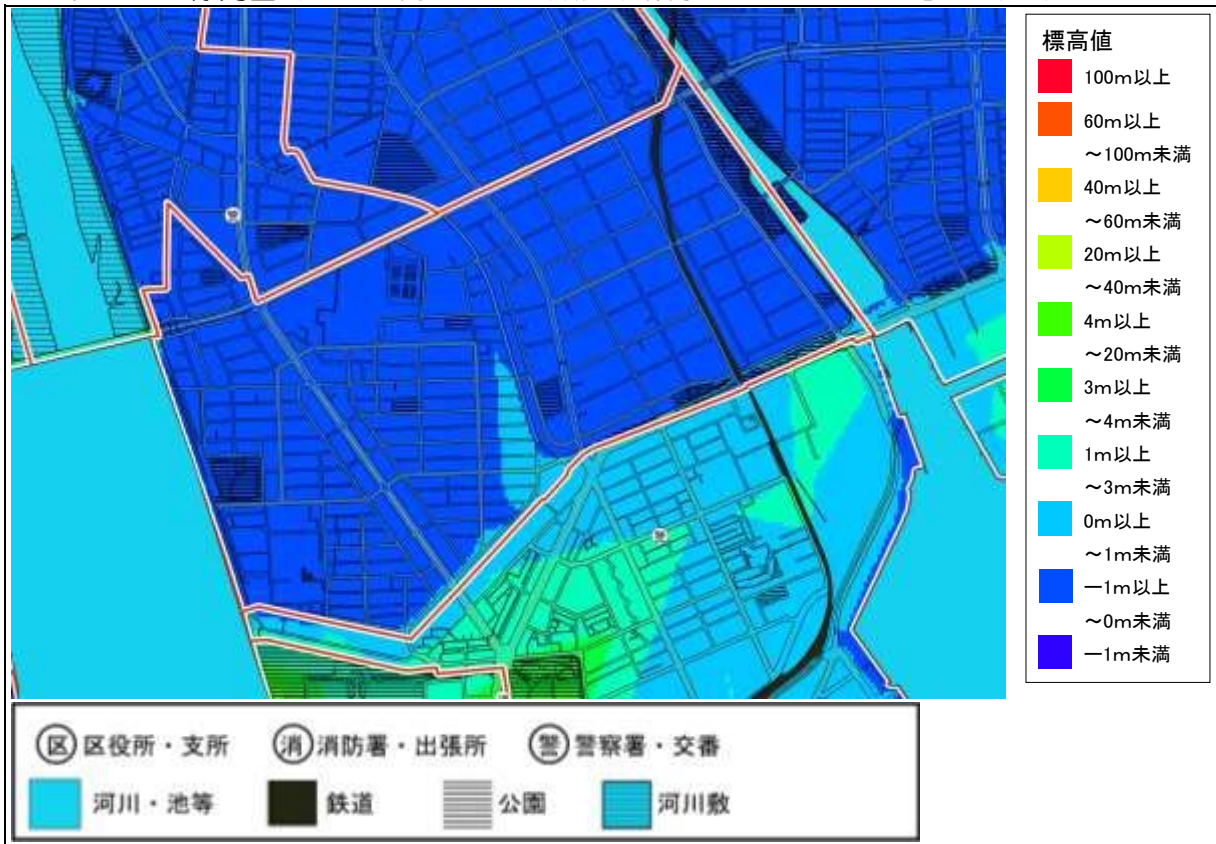 標高値
100m以上
60m以上
～100m未満
40m以上
～60m未満
20m以上
～40m未満
4m以上
～20m未満
3m以上
～4m未満
1m以上
～3m未満
0m以上
～1m未満
－1m以上
～0m未満
－1m未満
警
警
区 区役所・支所 消 消防署・出張所 警 警察署・交番
河川・池等 鉄道 公園 河川敷